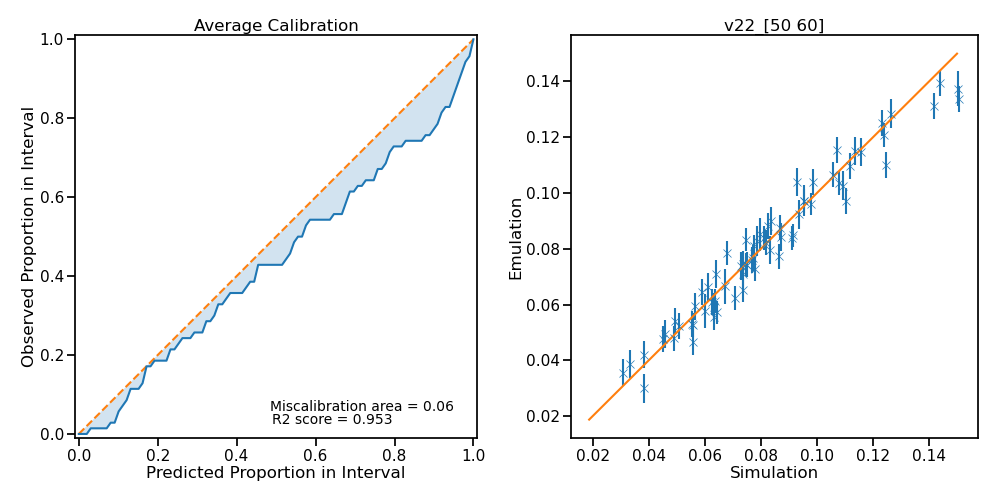 Average Calibration
1.0
0.8
0.6
0.4
0.2
0.0
Observed Proportion in Interval
Miscalibration area = 0.06
R2 score = 0.953
0.0 0.2 0.4 0.6 0.8 1.0
Predicted Proportion in Interval
v22_[50 60]
0.14
0.12
0.10
0.08
0.06
0.04
0.02
Emulation
0.02 0.04 0.06 0.08 0.10 0.12 0.14
Simulation